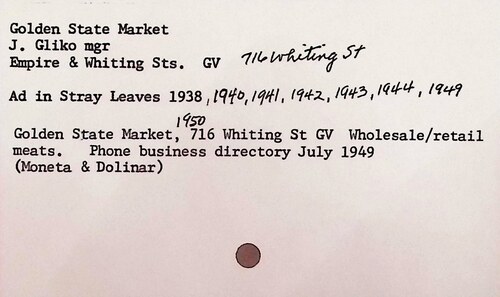 Golden State Market
J. Gliko mgr
Empire & Whiting Sts. GV 716 Whiting St
Ad in Stray Leaves 1938, 1940, 1941, 1942, 1943, 1944, 1949
1950
Golden State Market, 716 Whiting St GV Wholesale/retail
meats. Phone business directory July 1949
(Moneta & Dolinar)